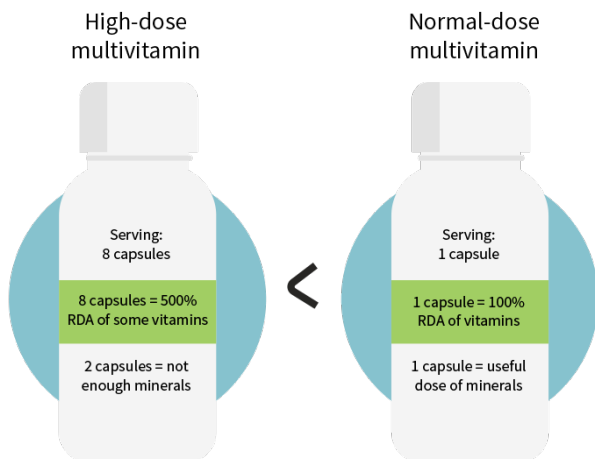 High-dose
multivitamin
Serving:
8 capsules
8 capsules = 500%
RDA of some vitamins
2 capsules = not
enough minerals
<
Normal-dose
multivitamin
Serving:
1 capsule
1 capsule = 100%
RDA of vitamins
1 capsule = useful
dose of minerals